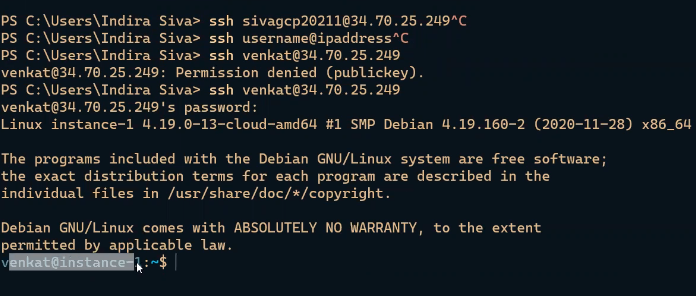 PS C:\Users\Indira Siva> ssh sivagcp20211@34.70.25.249^C
PS C:\Users\Indira Siva> ssh username@ipaddress^C
PS C:\Users\Indira Siva> ssh venkat@34.70.25.249
venkat@34.70.25.249: Permission denied (publickey).
PS C:\Users\Indira Siva> ssh venkat@34.70.25.249
venkat@34.70.25.249's password:
Linux instance-1 4.19.0-13-cloud-amd64 #1 SMP Debian 4.19.160-2 (2020-11-28) x86_64
The programs included with the Debian GNU/Linux system are free software;
the exact distribution terms for each program are described in the
individual files in /usr/share/doc/*/copyright.
Debian GNU/Linux comes with ABSOLUTELY NO WARRANTY, to the extent
permitted by applicable law.
venkat@instance-1:~$